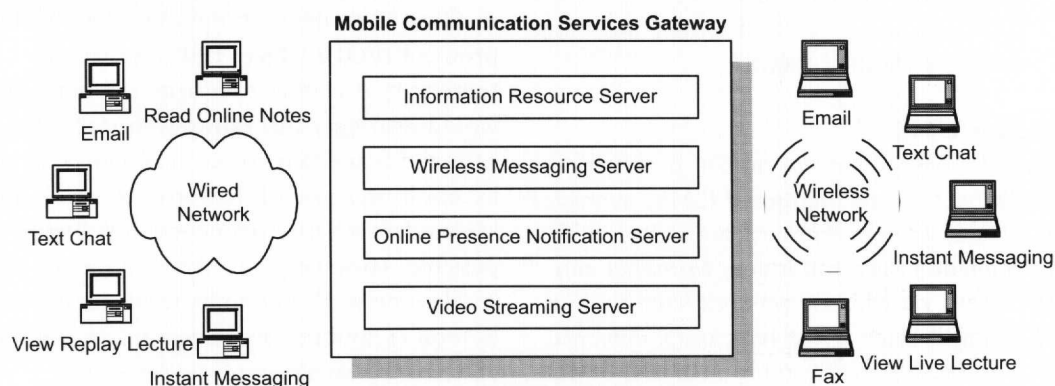 Mobile Communication Services Gateway
Read Online Notes
Email
Wired
Network
Text Chat
View Replay Lecture
Instant Messaging
Information Resource Server
Wireless Messaging Server
Online Presence Notification Server
Video Streaming Server
Email
Text Chat
Wireless
Network
Instant Messaging
View Live Lecture
Fax